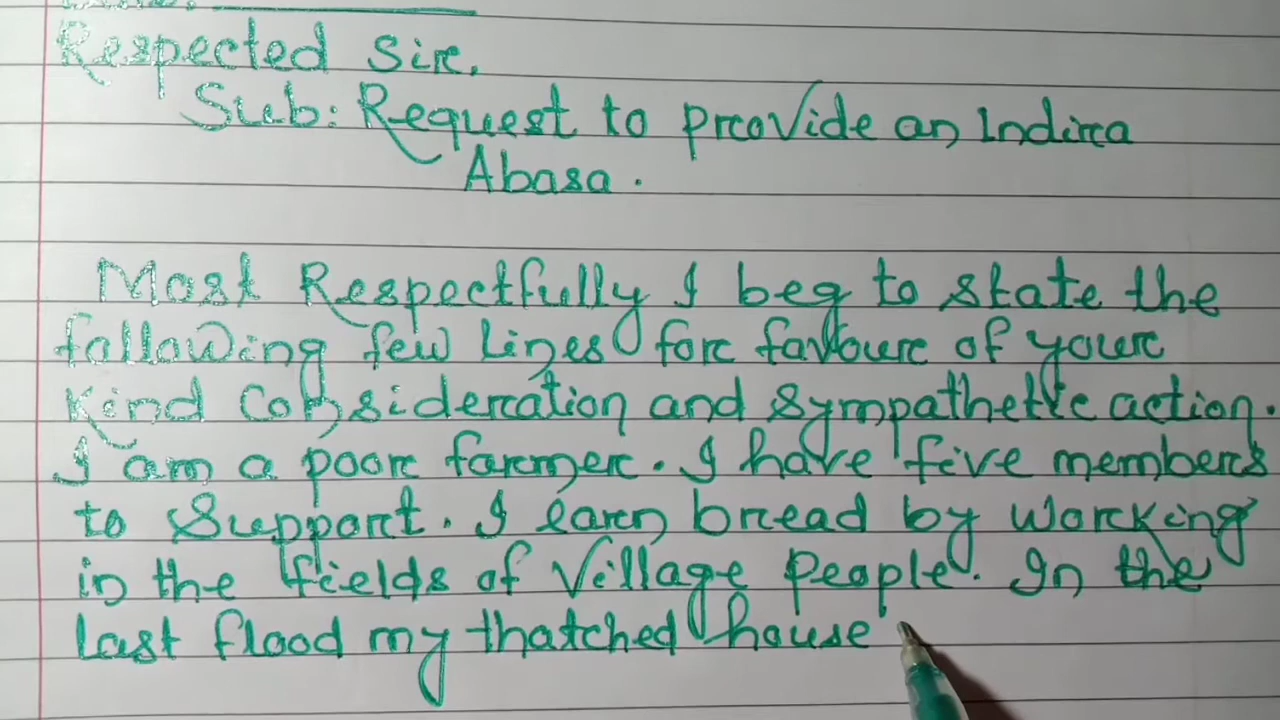 Respected Sir.
Sub: Request to provide an Indira
Abasa.
Most Respectfully I beg to state the
following few lines for favour of your
kind consideration and sympathetic action.
I am a poor farmer. I have five members
to support. I earn bread by working
in the fields of village people. In the
last flood my thatched house